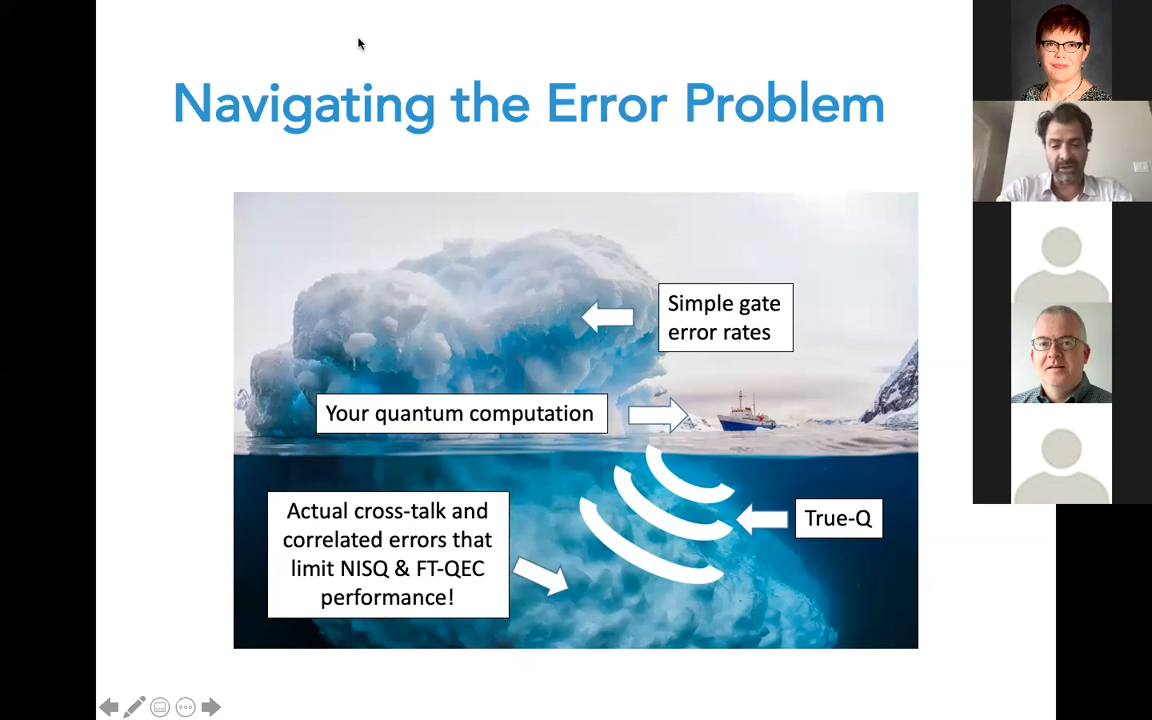 Navigating the Error Problem
Simple gate
error rates
Your quantum computation
Actual cross-talk and
correlated errors that
limit NISQ & FT-QEC
performance!
True-Q